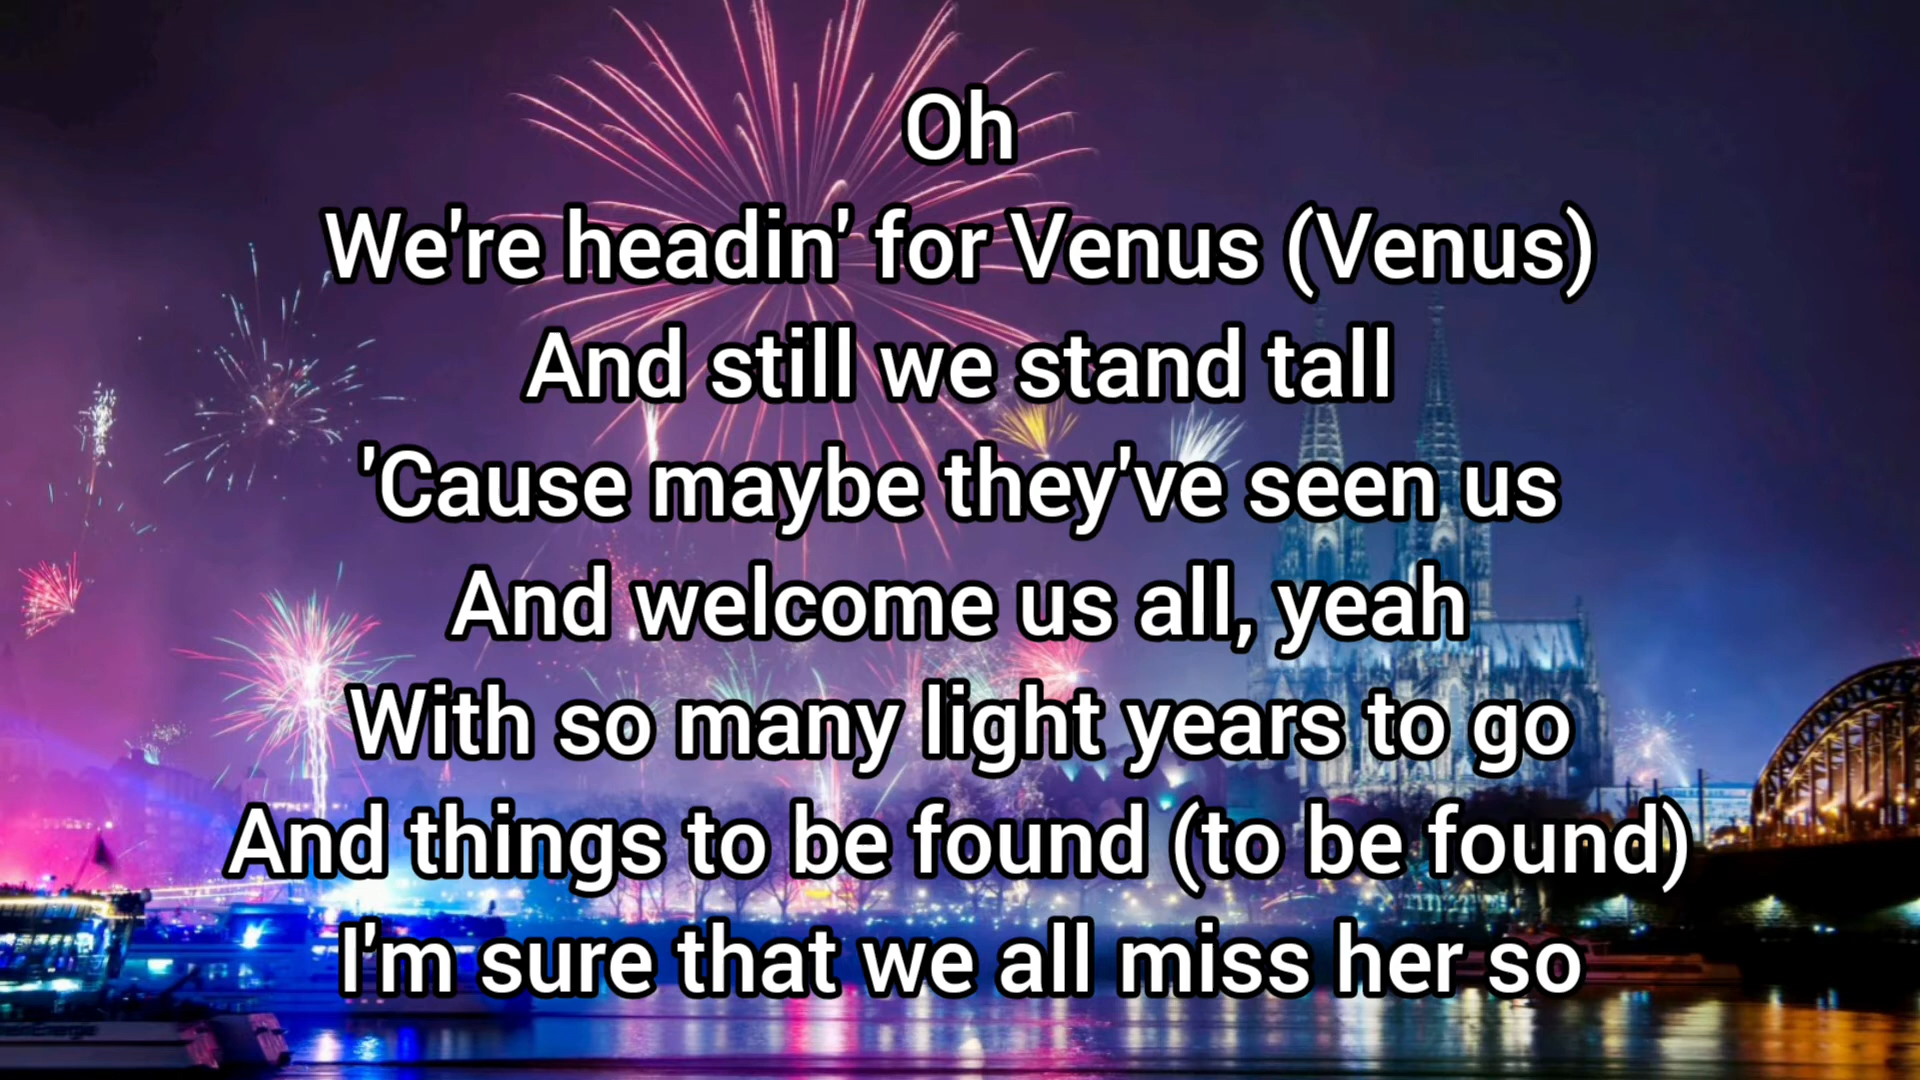 Oh
We're headin' for Venus (Venus)
And still we stand tall
'Cause maybe they've seen us
And welcome us all, yeah
With so many light years to go
And things to be found (to be found)
I'm sure that we all miss her so